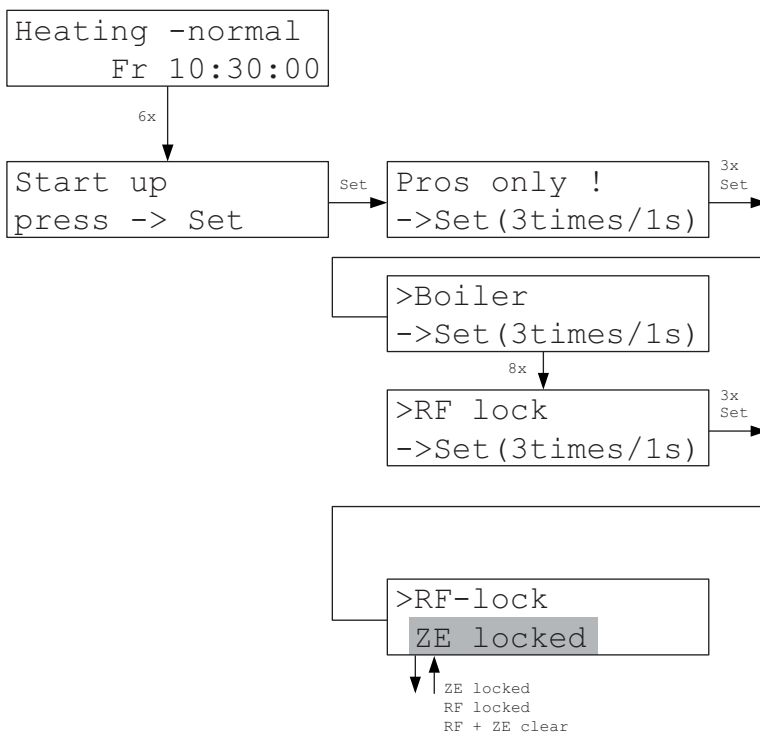 Heating -normal
Fr 10:30:00
6x
Start up
press -> Set
Set
Pros only !
->Set(3times/1s)
3x
Set
>Boiler
->Set(3times/1s)
8x
>RF lock
->Set(3times/1s)
3x
Set
>RF-lock
ZE locked
ZE locked
RF locked
RF + ZE clear